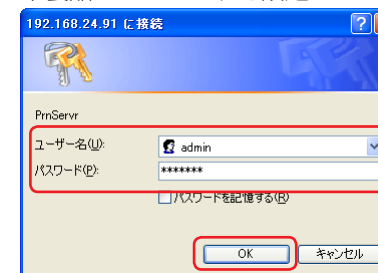 192.168.24.91 に接続
?
PrnServr
ユーザー名(U):
admin
パスワード(P):
*******
パスワードを記憶する(R)
OK
キャンセル